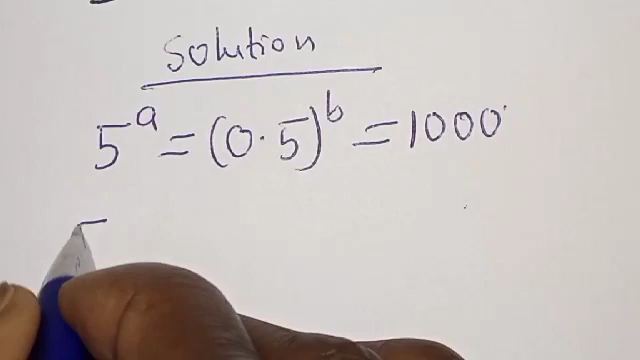 Solution
5^a = (0.5)^b = 1000